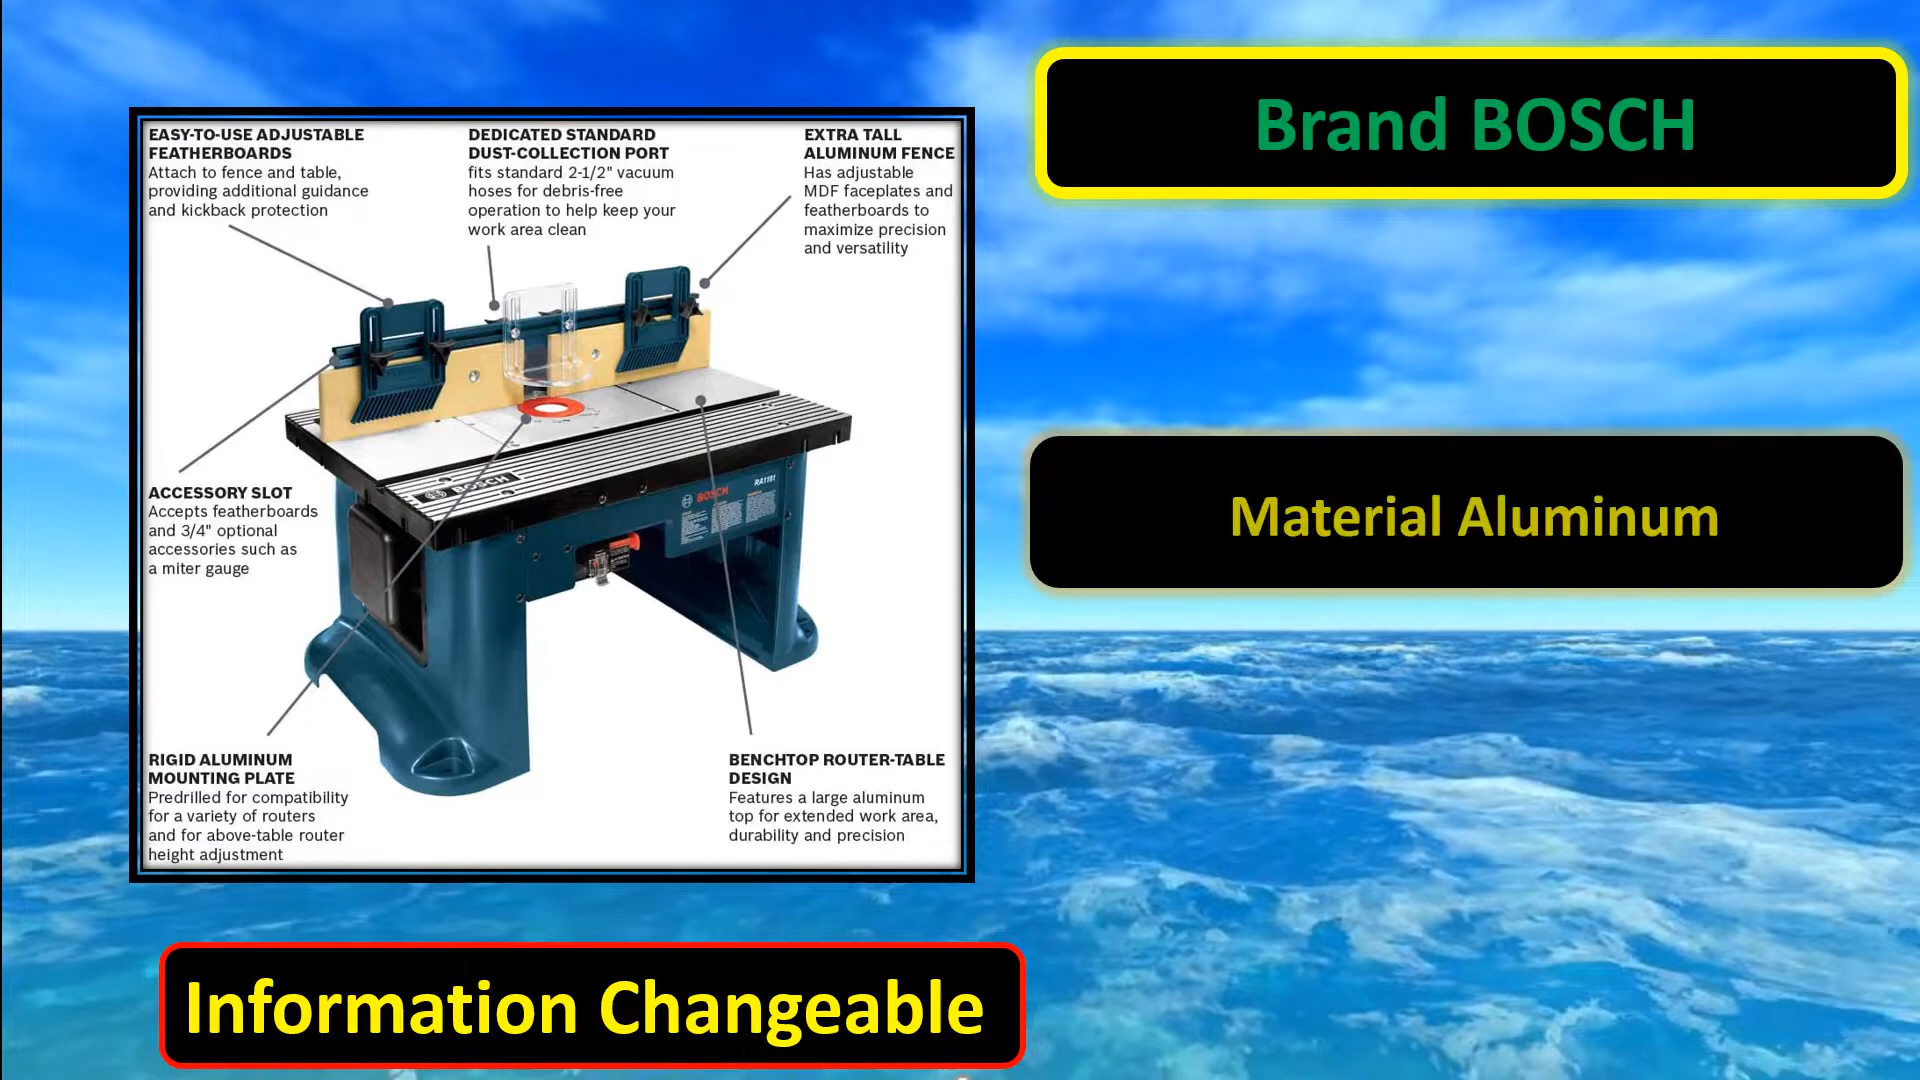 EASY-TO-USE ADJUSTABLE
FEATHERBOARDS
Attach to fence and table,
providing additional guidance
and kickback protection
DEDICATED STANDARD
DUST-COLLECTION PORT
fits standard 2-1/2" vacuum
hoses for debris-free
operation to help keep your
work area clean
EXTRA TALL
ALUMINUM FENCE
Has adjustable
MDF faceplates and
featherboards to
maximize precision
and versatility
Brand BOSCH
BOSCH
BOSCH
RA1181
ACCESSORY SLOT
Accepts featherboards
and 3/4" optional
accessories such as
a miter gauge
Material Aluminum
RIGID ALUMINUM
MOUNTING PLATE
Predrilled for compatibility
for a variety of routers
and for above-table router
height adjustment
BENCHTOP ROUTER-TABLE
DESIGN
Features a large aluminum
top for extended work area,
durability and precision
Information Changeable